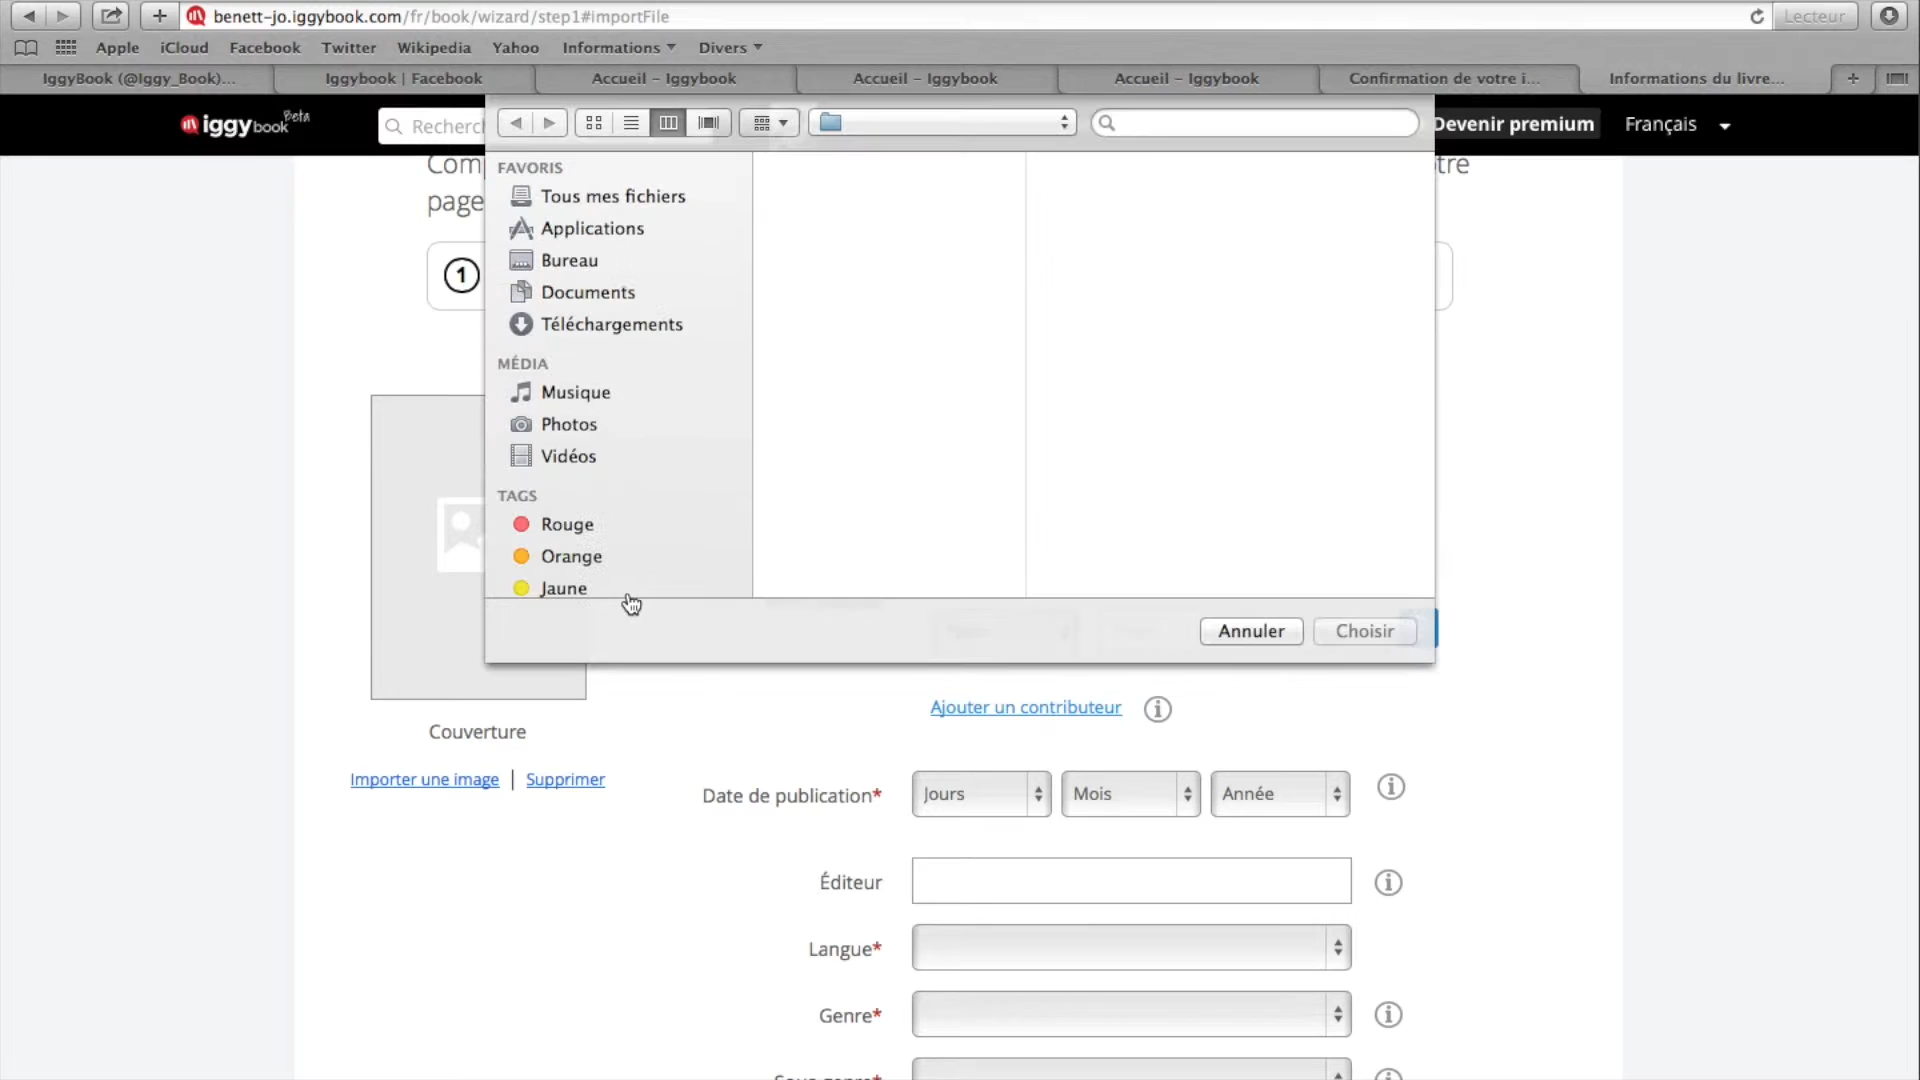 benett-jo.iggybook.com/fr/book/wizard/step1#importFile
Lecteur
Apple iCloud Facebook Twitter Wikipedia Yahoo Informations Divers
IggyBook (@Iggy_Book)... Iggybook | Facebook Accueil – Iggybook Accueil – Iggybook Accueil – Iggybook Confirmation de votre i... Informations du livre... +
iggybook Beta
Recherc
Devenir premium
Français
Com
tre
page
1
FAVORIS
Tous mes fichiers
Applications
Bureau
Documents
Téléchargements
MÉDIA
Musique
Photos
Vidéos
TAGS
Rouge
Orange
Jaune
Annuler Choisir
Ajouter un contributeur
Couverture
Importer une image | Supprimer
Date de publication* Jours Mois Année
Éditeur
Langue*
Genre*